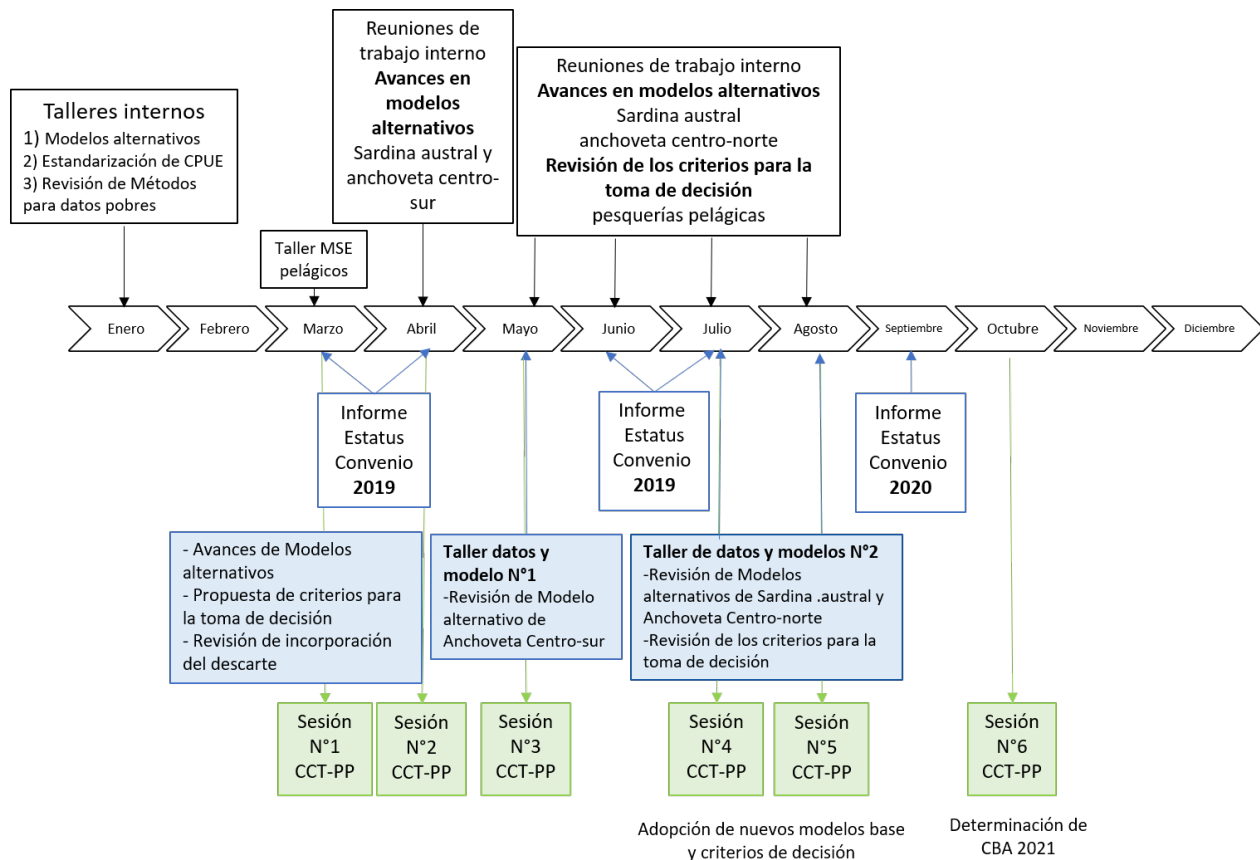 Talleres internos
1) Modelos alternativos
2) Estandarización de CPUE
3) Revisión de Métodos
para datos pobres
Reuniones de
trabajo interno
Avances en
modelos
alternativos
Sardina austral y
anchoveta centro-
sur
Reuniones de trabajo interno
Avances en modelos alternativos
Sardina austral
anchoveta centro-norte
Revisión de los criterios para la
toma de decisión
pesquerías pelágicas
Taller MSE
pelágicos
Enero
Febrero
Marzo
Abril
Mayo
Junio
Julio
Agosto
Septiembre
Octubre
Noviembre
Diciembre
Informe
Estatus
Convenio
2019
Informe
Estatus
Convenio
2019
Informe
Estatus
Convenio
2020
- Avances de Modelos
alternativos
- Propuesta de criterios para
la toma de decisión
- Revisión de incorporación
del descarte
Taller datos y
modelo N°1
-Revisión de Modelo
alternativo de
Anchoveta Centro-sur
Taller de datos y modelos N°2
-Revisión de Modelos
alternativos de Sardina .austral y
Anchoveta Centro-norte
-Revisión de los criterios para la
toma de decisión
Sesión
N°1
CCT-PP
Sesión
N°2
CCT-PP
Sesión
N°3
CCT-PP
Sesión
N°4
CCT-PP
Sesión
N°5
CCT-PP
Sesión
N°6
CCT-PP
Adopción de nuevos modelos base
y criterios de decisión
Determinación de
CBA 2021